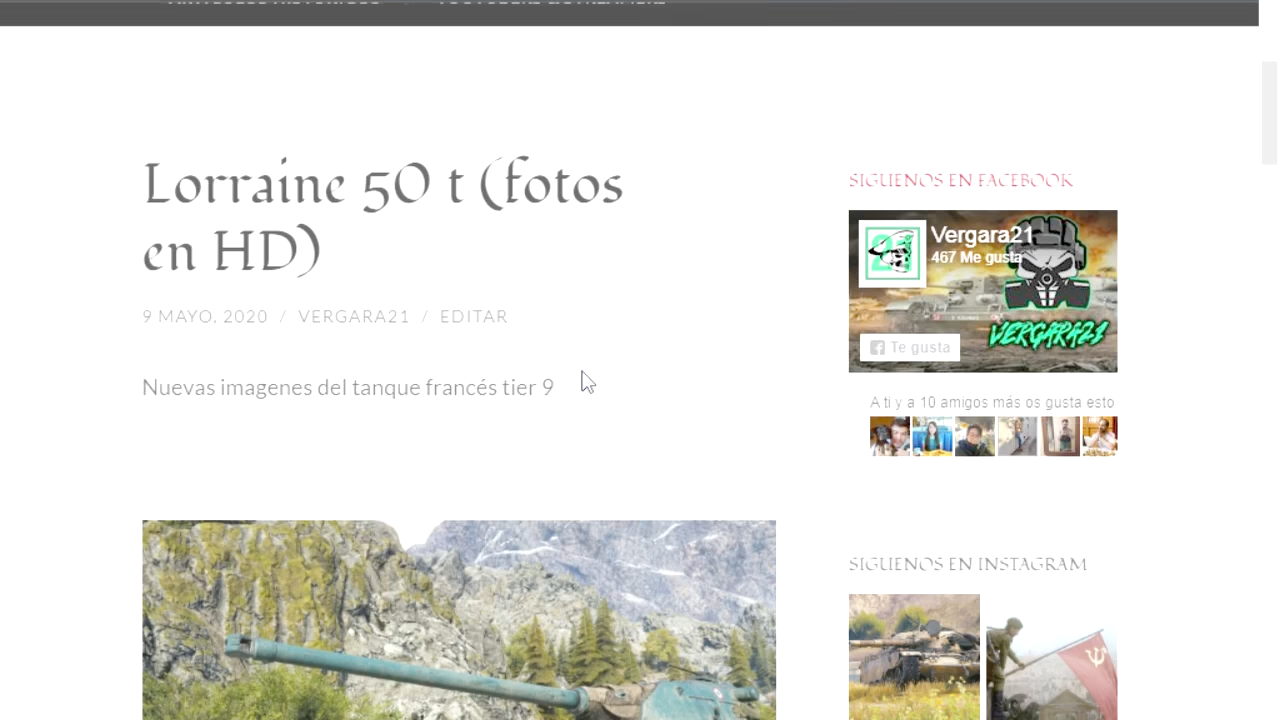 Lorraine 50 t (fotos
en HD)
9 MAYO, 2020 / VERGARA21 / EDITAR
Nuevas imagenes del tanque francés tier 9
SIGUENOS EN FACEBOOK
21
Vergara21
467 Me gusta
VERGARA21
Te gusta
A ti y a 10 amigos más os gusta esto
SIGUENOS EN INSTAGRAM